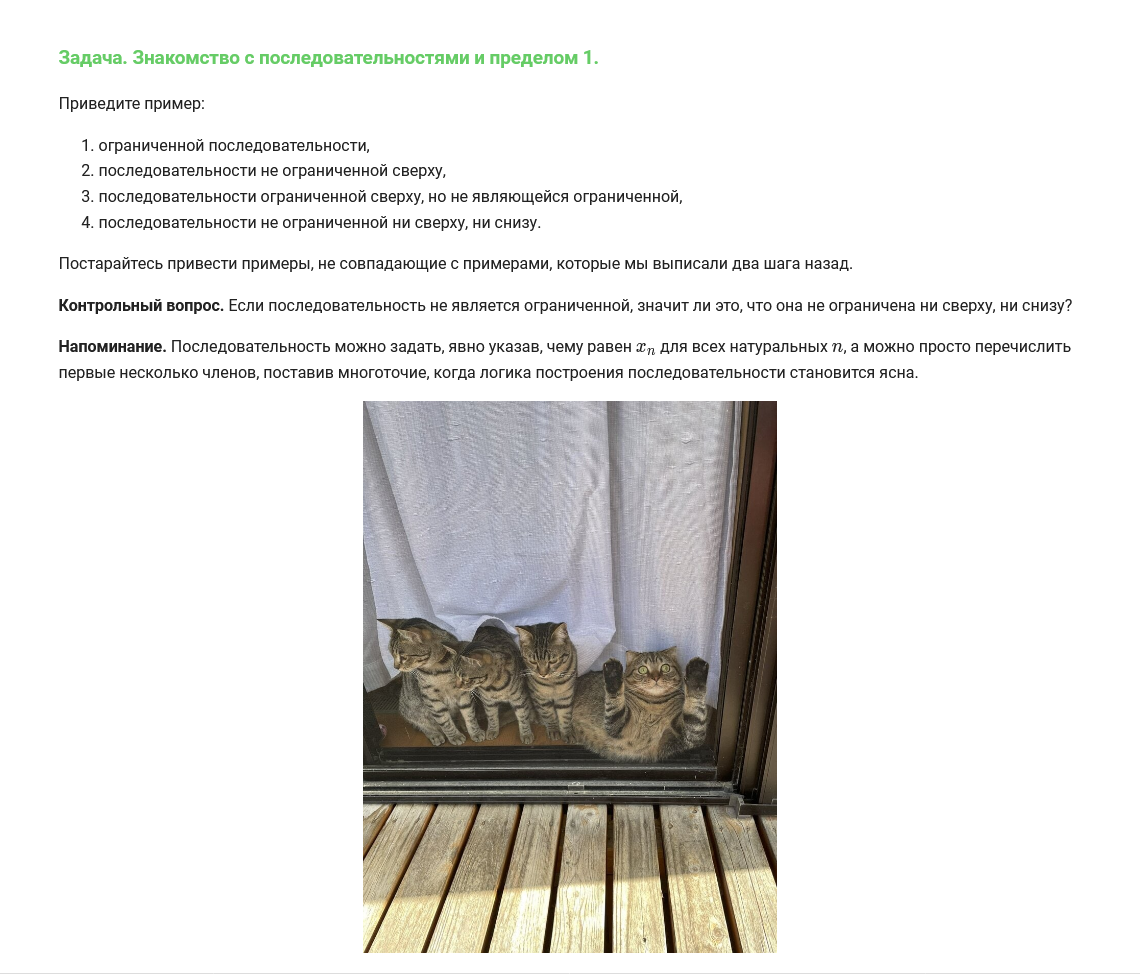 Задача. Знакомство с последовательностями и пределом 1.
Приведите пример:
1. ограниченной последовательности,
2. последовательности не ограниченной сверху,
3. последовательности ограниченной сверху, но не являющейся ограниченной,
4. последовательности не ограниченной ни сверху, ни снизу.
Постарайтесь привести примеры, не совпадающие с примерами, которые мы выписали два шага назад.
Контрольный вопрос. Если последовательность не является ограниченной, значит ли это, что она не ограничена ни сверху, ни снизу?
Напоминание. Последовательность можно задать, явно указав, чему равен xₙ для всех натуральных n, а можно просто перечислить
первые несколько членов, поставив многоточие, когда логика построения последовательности становится ясна.